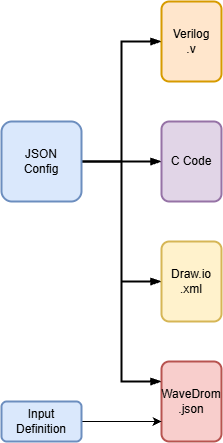 Verilog
.v
JSON
Config
C Code
Draw.io
.xml
WaveDrom
.json
Input
Definition